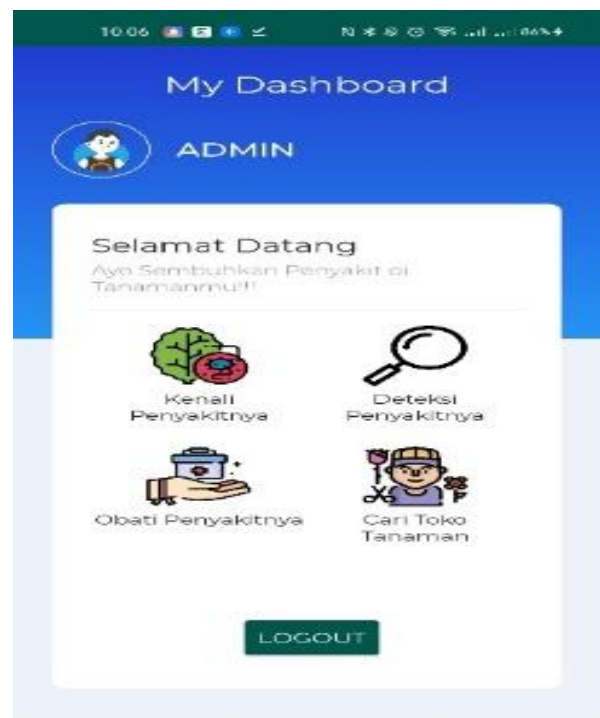 10.06
86%
My Dashboard
ADMIN
Selamat Datang
Ayo Sembuhkan Penyakit di
Tanamanmu!!!
Kenali
Penyakitnya
Deteksi
Penyakitnya
Obati Penyakitnya
Cari Toko
Tanaman
LOGOUT